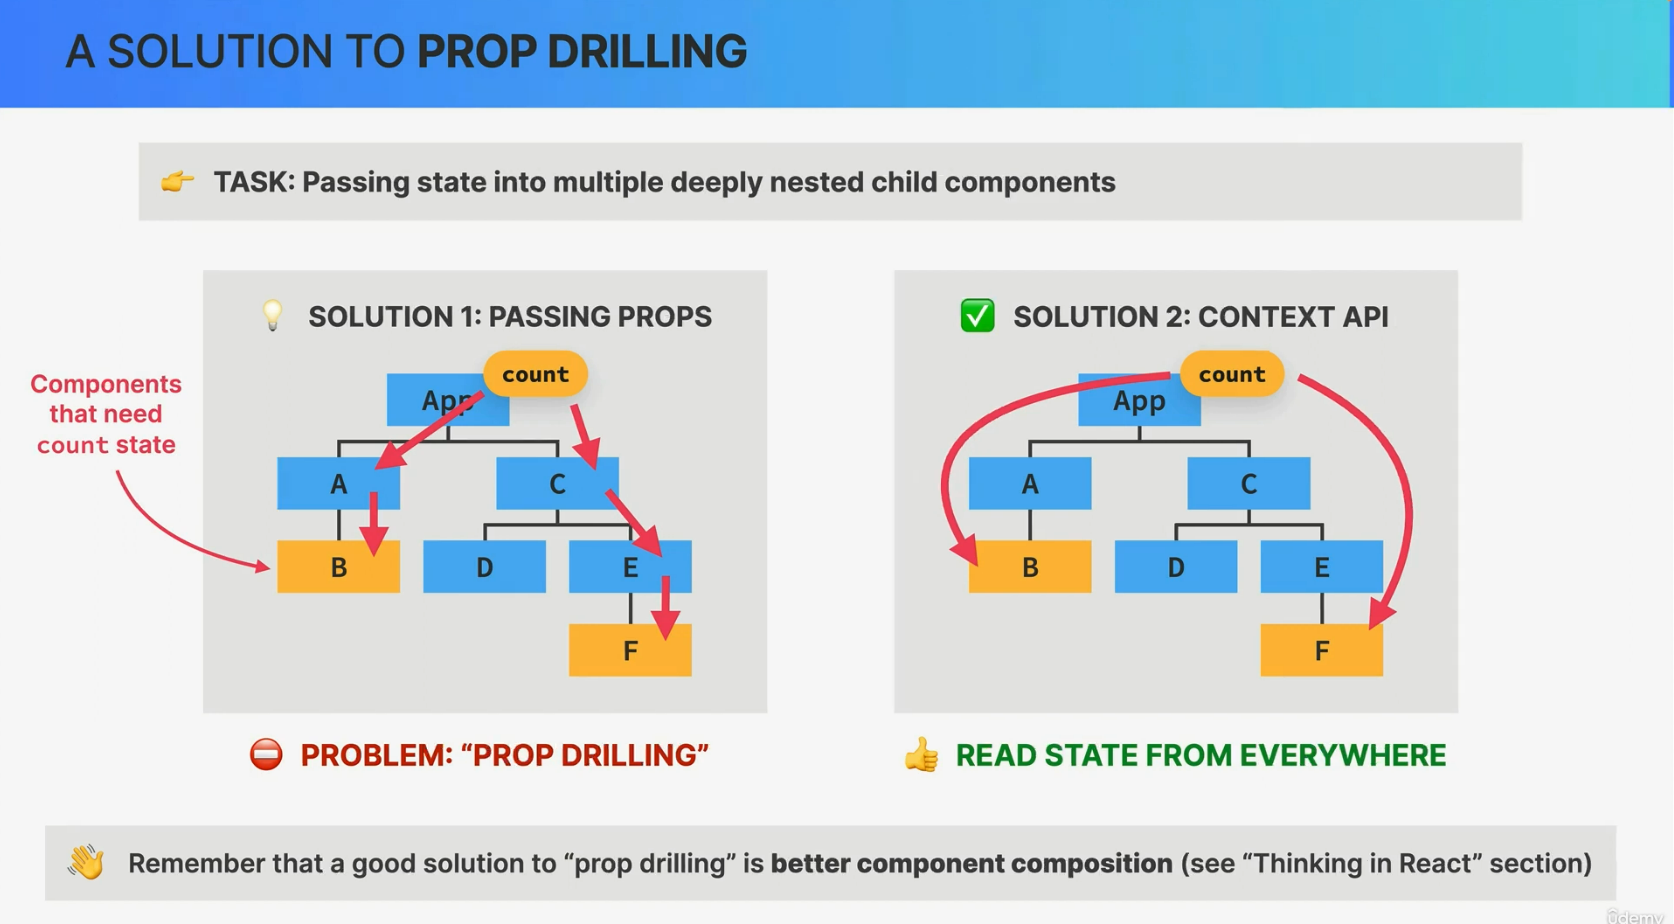 A SOLUTION TO PROP DRILLING
👉 TASK: Passing state into multiple deeply nested child components
💡 SOLUTION 1: PASSING PROPS
Components
that need
count state
count
App
A
C
B
D
E
F
⛔ PROBLEM: “PROP DRILLING”
✅ SOLUTION 2: CONTEXT API
count
App
A
C
B
D
E
F
👍 READ STATE FROM EVERYWHERE
👋 Remember that a good solution to “prop drilling” is better component composition (see “Thinking in React” section)
ûdemy